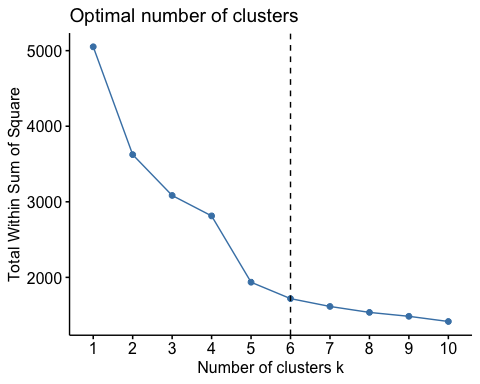 Optimal number of clusters
Total Within Sum of Square
5000
4000
3000
2000
1 2 3 4 5 6 7 8 9 10
Number of clusters k